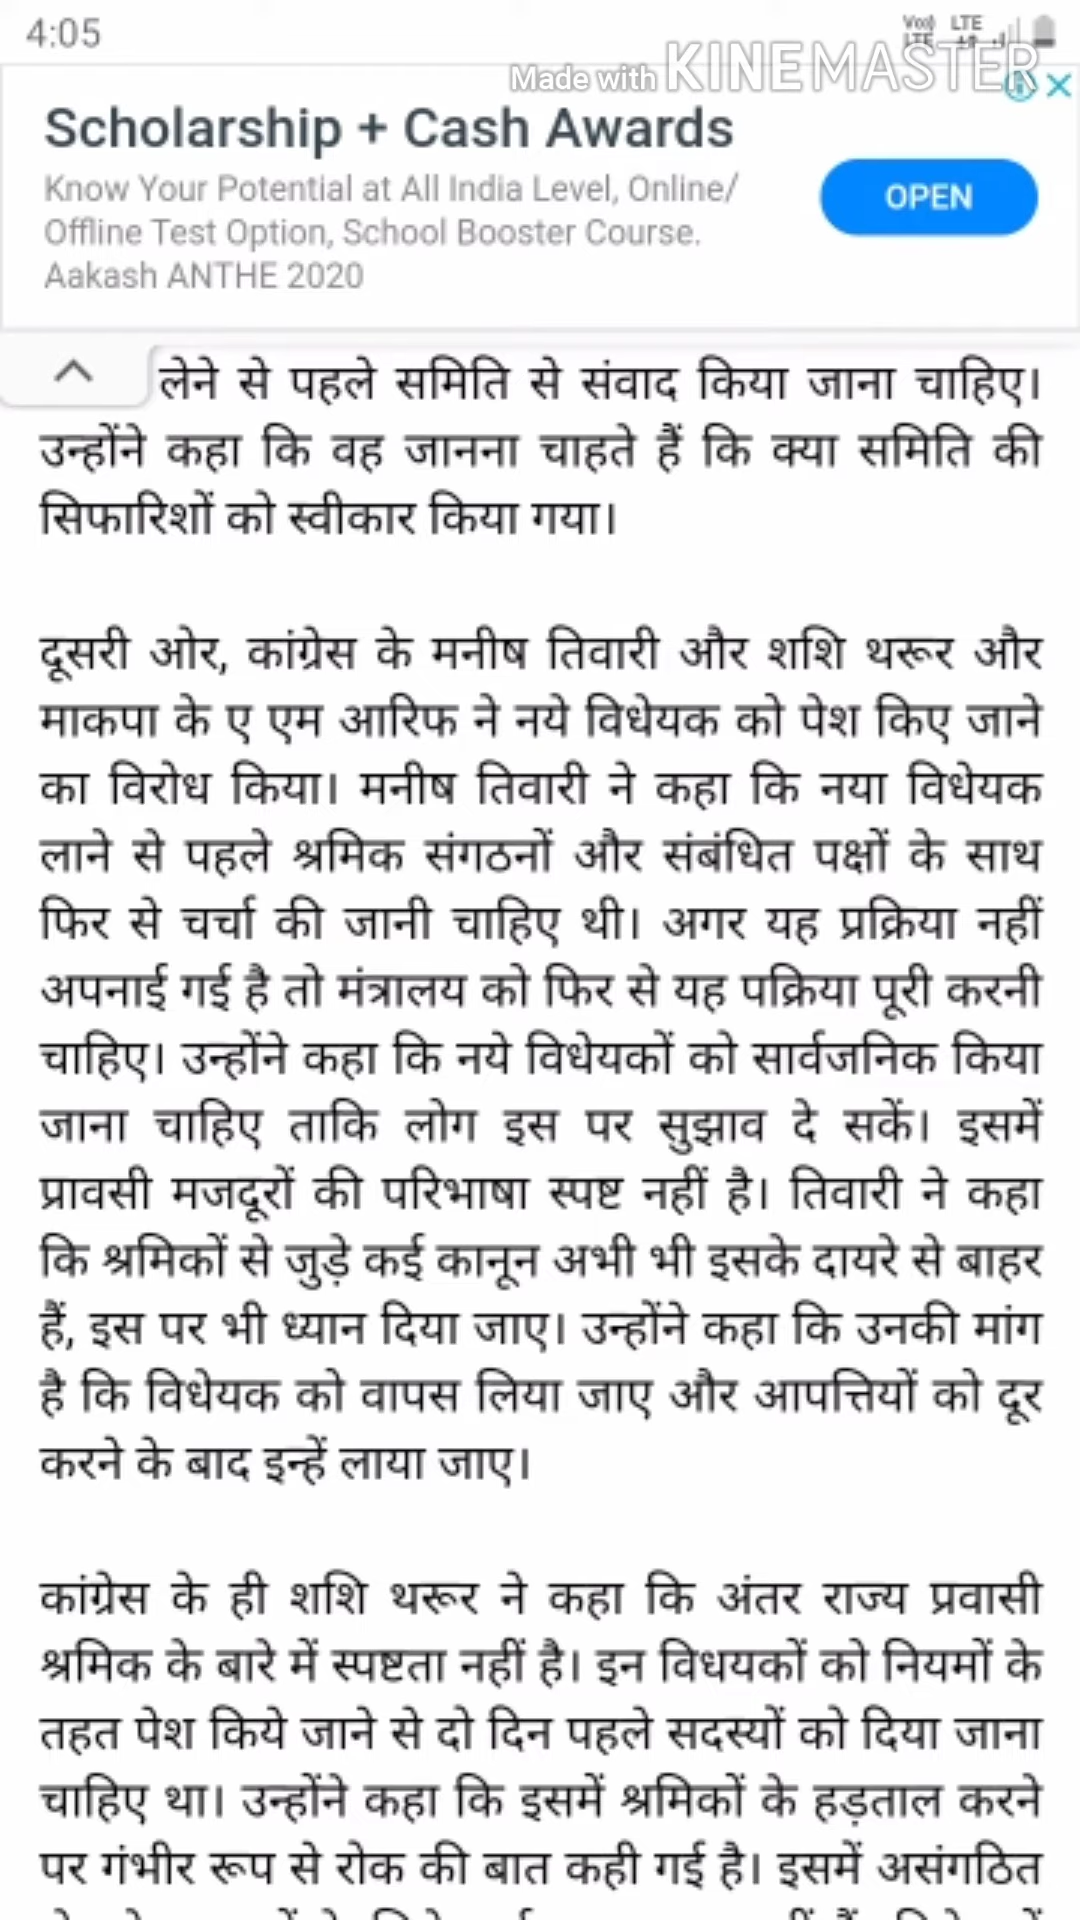 4:05
Vo)) LTE
LTE
Made with KINEMASTER
Scholarship + Cash Awards
Know Your Potential at All India Level, Online/
Offline Test Option, School Booster Course.
Aakash ANTHE 2020
OPEN
लेने से पहले समिति से संवाद किया जाना चाहिए।
उन्होंने कहा कि वह जानना चाहते हैं कि क्या समिति की
सिफारिशों को स्वीकार किया गया।
दूसरी ओर, कांग्रेस के मनीष तिवारी और शशि थरूर और
माकपा के ए एम आरिफ ने नये विधेयक को पेश किए जाने
का विरोध किया। मनीष तिवारी ने कहा कि नया विधेयक
लाने से पहले श्रमिक संगठनों और संबंधित पक्षों के साथ
फिर से चर्चा की जानी चाहिए थी। अगर यह प्रक्रिया नहीं
अपनाई गई है तो मंत्रालय को फिर से यह पक्रिया पूरी करनी
चाहिए। उन्होंने कहा कि नये विधेयकों को सार्वजनिक किया
जाना चाहिए ताकि लोग इस पर सुझाव दे सकें। इसमें
प्रावसी मजदूरों की परिभाषा स्पष्ट नहीं है। तिवारी ने कहा
कि श्रमिकों से जुड़े कई कानून अभी भी इसके दायरे से बाहर
हैं, इस पर भी ध्यान दिया जाए। उन्होंने कहा कि उनकी मांग
है कि विधेयक को वापस लिया जाए और आपत्तियों को दूर
करने के बाद इन्हें लाया जाए।
कांग्रेस के ही शशि थरूर ने कहा कि अंतर राज्य प्रवासी
श्रमिक के बारे में स्पष्टता नहीं है। इन विधयकों को नियमों के
तहत पेश किये जाने से दो दिन पहले सदस्यों को दिया जाना
चाहिए था। उन्होंने कहा कि इसमें श्रमिकों के हड़ताल करने
पर गंभीर रूप से रोक की बात कही गई है। इसमें असंगठित